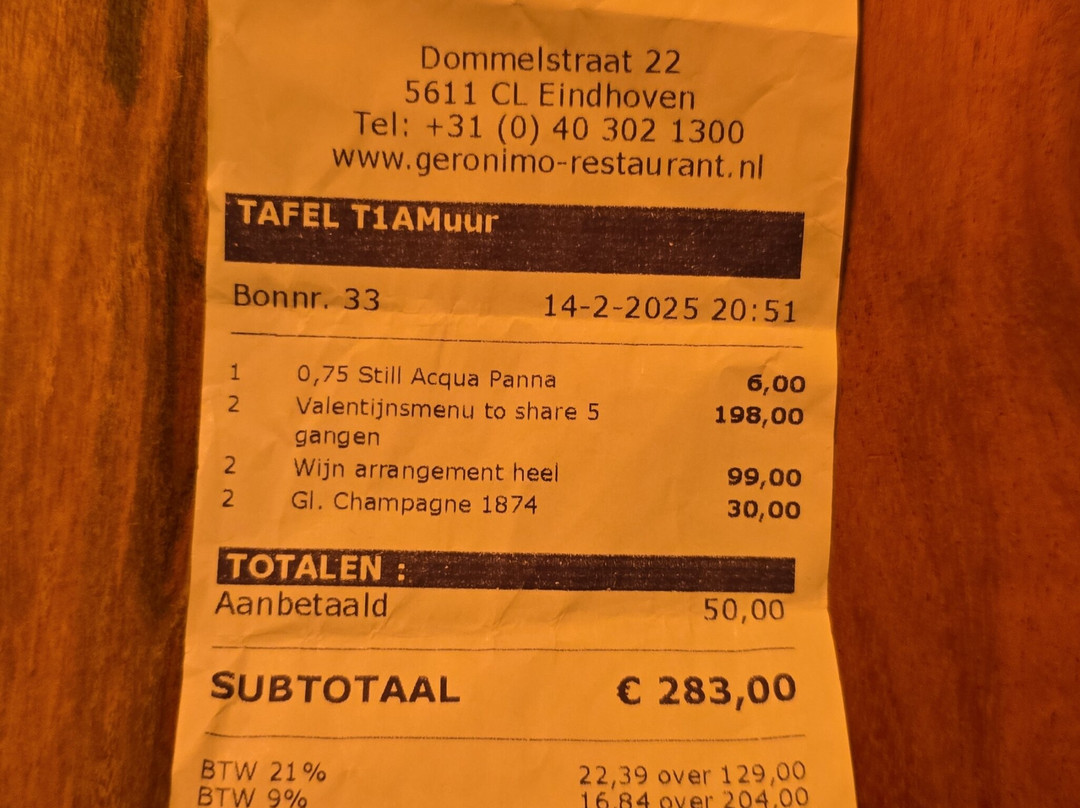 Dommelstraat 22
5611 CL Eindhoven
Tel: +31 (0) 40 302 1300
www.geronimo-restaurant.nl
TAFEL T1AMuur
Bonnr. 33 14-2-2025 20:51
1 0,75 Still Acqua Panna 6,00
2 Valentijnsmenu to share 5 198,00
gangen
2 Wijn arrangement heel 99,00
2 Gl. Champagne 1874 30,00
TOTALEN :
Aanbetaald 50,00
SUBTOTAAL € 283,00
BTW 21% 22,39 over 129,00
BTW 9% 16,84 over 204,00